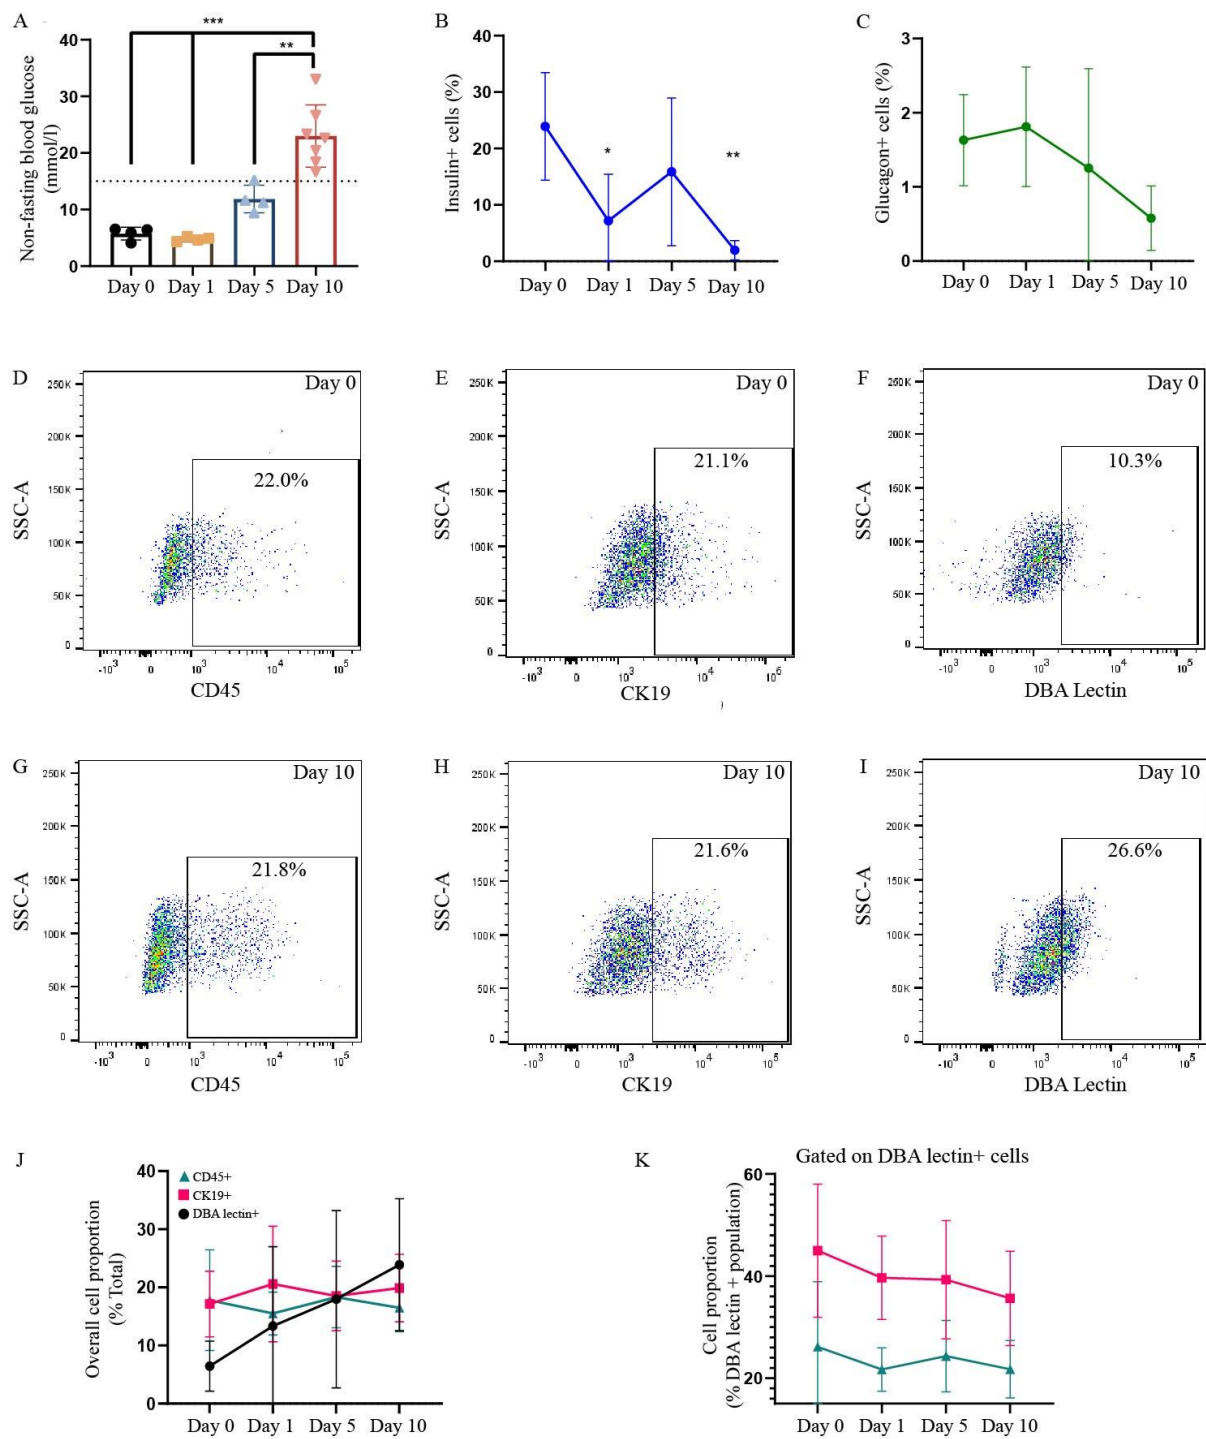 A
***
**
Non-fasting blood glucose
(mmol/l)
40
30
20
10
0
Day 0 Day 1 Day 5 Day 10
B
Insulin+ cells (%)
40
30
20
10
0
*
**
Day 0 Day 1 Day 5 Day 10
C
Glucagon+ cells (%)
3
2
1
0
Day 0 Day 1 Day 5 Day 10
D
Day 0
22.0%
SSC-A
250K
200K
150K
100K
50K
0
-10³ 0 10³ 10⁴ 10⁵
CD45
E
Day 0
21.1%
SSC-A
250K
200K
150K
100K
50K
0
-10³ 0 10³ 10⁴
CK19
)
F
Day 0
10.3%
SSC-A
250K
200K
150K
100K
50K
0
-10³ 0 10³ 10⁴ 10⁵
DBA Lectin
G
Day 10
21.8%
SSC-A
250K
200K
150K
100K
50K
0
-10³ 0 10³ 10⁴ 10⁵
CD45
H
Day 10
21.6%
SSC-A
250K
200K
150K
100K
50K
0
-10³ 0 10³ 10⁴ 10⁵
CK19
I
Day 10
26.6%
SSC-A
250K
200K
150K
100K
50K
0
-10³ 0 10³ 10⁴ 10⁵
DBA Lectin
J
Overall cell proportion
(% Total)
40
30
20
10
0
CD45+
CK19+
DBA lectin+
Day 0 Day 1 Day 5 Day 10
K
Gated on DBA lectin+ cells
Cell proportion
(% DBA lectin + population)
60
40
20
Day 0 Day 1 Day 5 Day 10